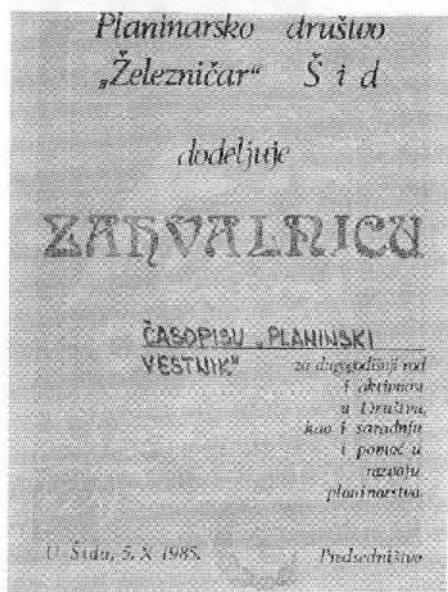 Planinarsko društvo
„Železničar“ Šid
dodeljuje
ZAHVALNICU
ČASOPISU „PLANINSKI
VESTNIK“
za dugogodišnji rad
i aktivnost
u Društvu,
kao i saradnju
i pomoć u
razvoju
planinarstva.
U Šidu, 5. X 1985.
Predsedništvo